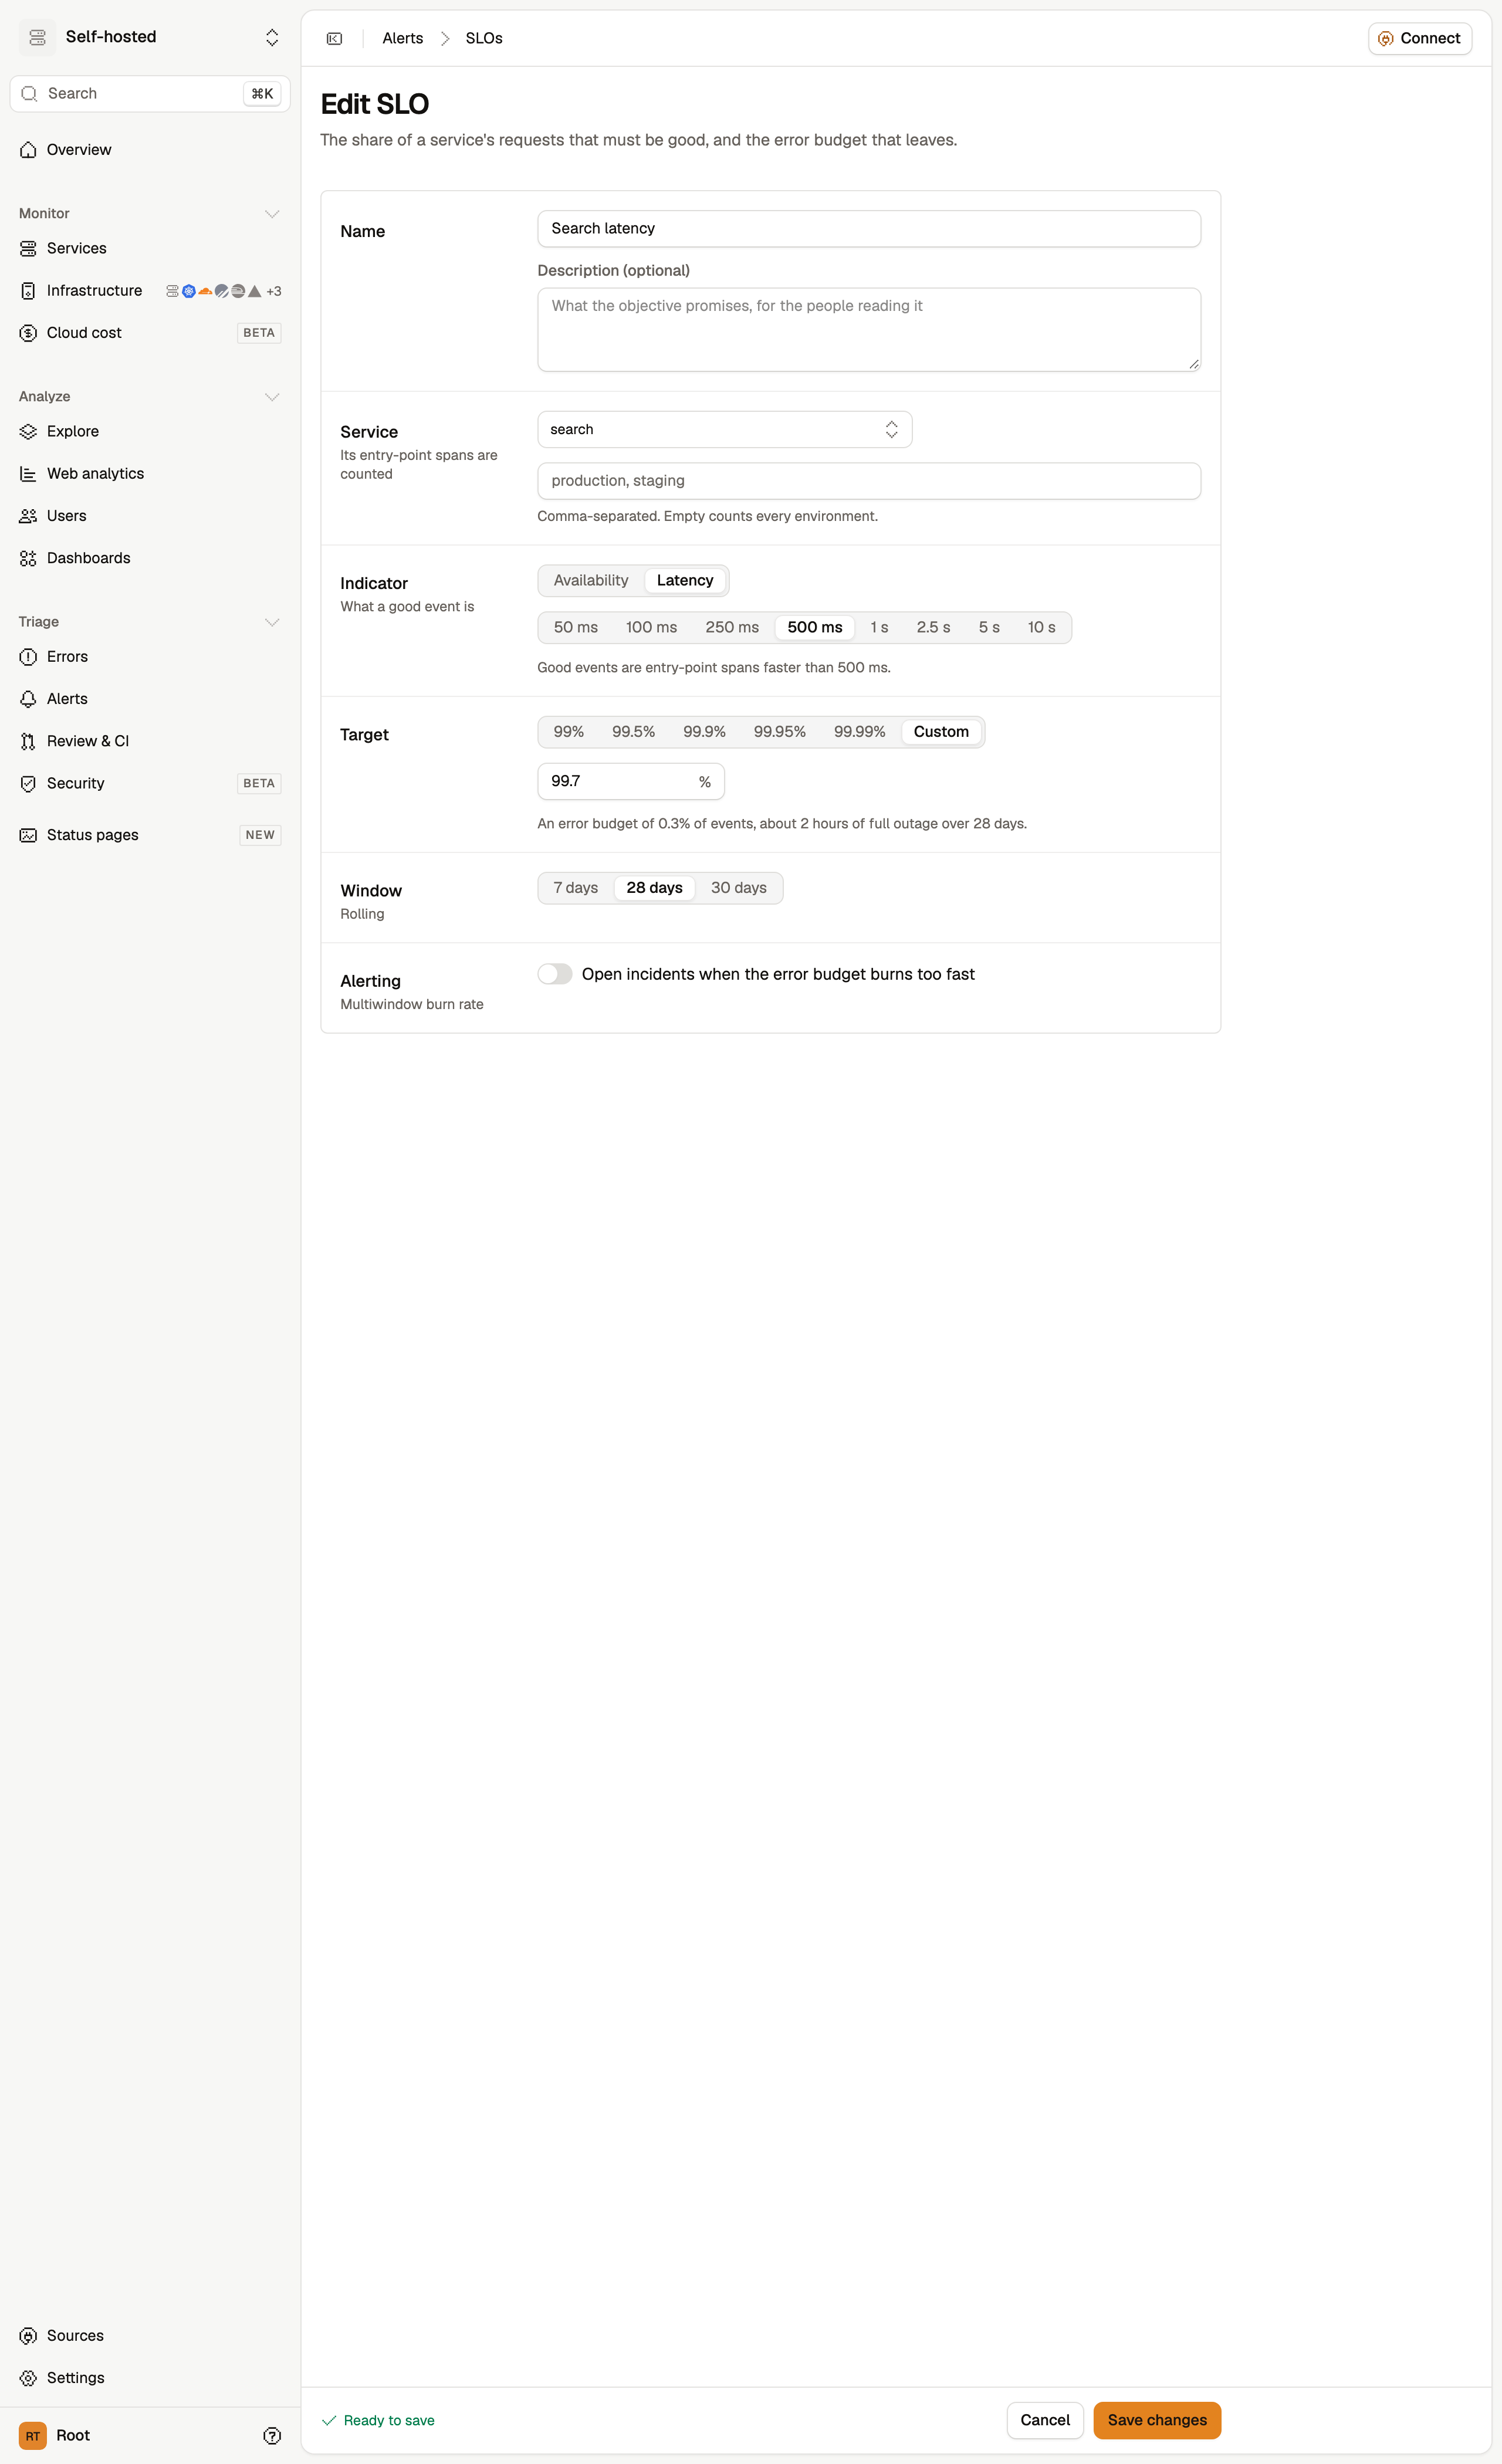 Self-hosted
Search
⌘K
Overview
Monitor
Services
Infrastructure
+3
Cloud cost
BETA
Analyze
Explore
Web analytics
Users
Dashboards
Triage
Errors
Alerts
Review & CI
Security
BETA
Status pages
NEW
Sources
Settings
RT
Root
Alerts
SLOs
Connect
Edit SLO
The share of a service's requests that must be good, and the error budget that leaves.
Name
Search latency
Description (optional)
What the objective promises, for the people reading it
Service
Its entry-point spans are
counted
search
production, staging
Comma-separated. Empty counts every environment.
Indicator
What a good event is
Availability
Latency
50 ms
100 ms
250 ms
500 ms
1 s
2.5 s
5 s
10 s
Good events are entry-point spans faster than 500 ms.
Target
99%
99.5%
99.9%
99.95%
99.99%
Custom
99.7
%
An error budget of 0.3% of events, about 2 hours of full outage over 28 days.
Window
Rolling
7 days
28 days
30 days
Alerting
Multiwindow burn rate
Open incidents when the error budget burns too fast
Ready to save
Cancel
Save changes